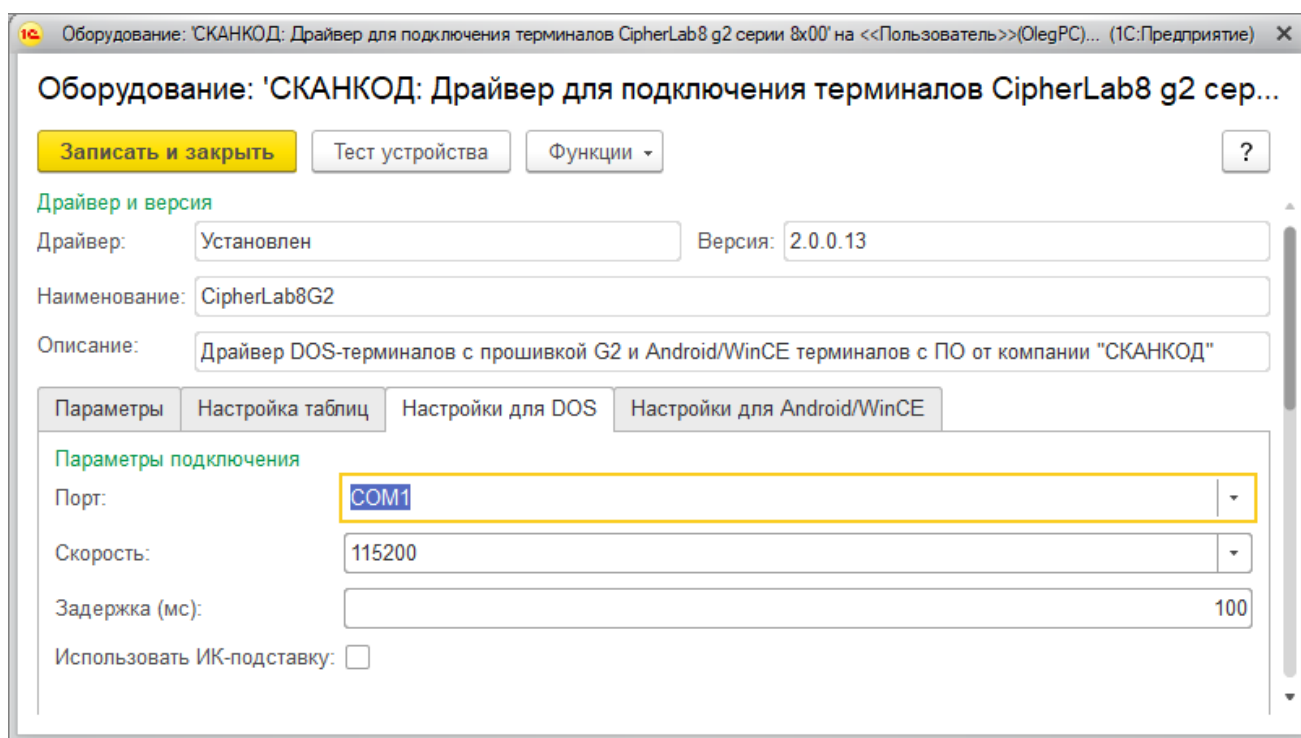 1С Оборудование: 'СКАНКОД: Драйвер для подключения терминалов CipherLab8 g2 серии 8x00' на <<Пользователь>>(OlegPC)... (1С:Предприятие)
Оборудование: 'СКАНКОД: Драйвер для подключения терминалов CipherLab8 g2 сер...
Записать и закрыть Тест устройства Функции ?
Драйвер и версия
Драйвер: Установлен Версия: 2.0.0.13
Наименование: CipherLab8G2
Описание: Драйвер DOS-терминалов с прошивкой G2 и Android/WinCE терминалов с ПО от компании "СКАНКОД"
Параметры Настройка таблиц Настройки для DOS Настройки для Android/WinCE
Параметры подключения
Порт: COM1
Скорость: 115200
Задержка (мс): 100
Использовать ИК-подставку: